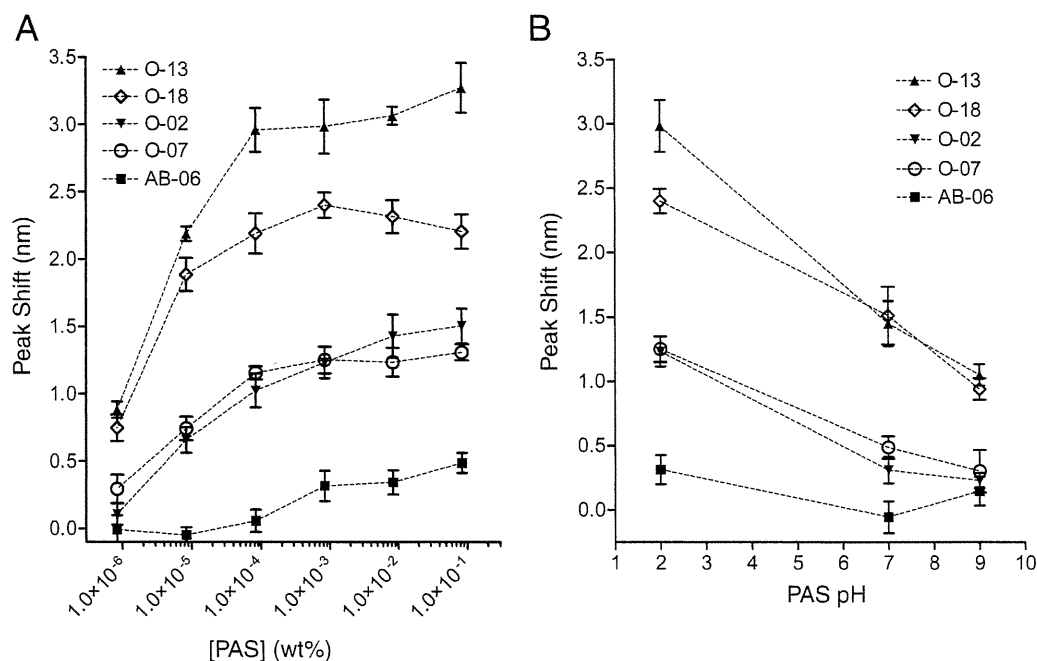 A
3.5
3.0
2.5
2.0
1.5
1.0
0.5
0.0
Peak Shift (nm)
O-13
O-18
O-02
O-07
AB-06
1.0×10⁻⁶
1.0×10⁻⁵
1.0×10⁻⁴
1.0×10⁻³
1.0×10⁻²
1.0×10⁻¹
[PAS] (wt%)
B
3.5
3.0
2.5
2.0
1.5
1.0
0.5
0.0
Peak Shift (nm)
O-13
O-18
O-02
O-07
AB-06
1 2 3 4 5 6 7 8 9 10
PAS pH